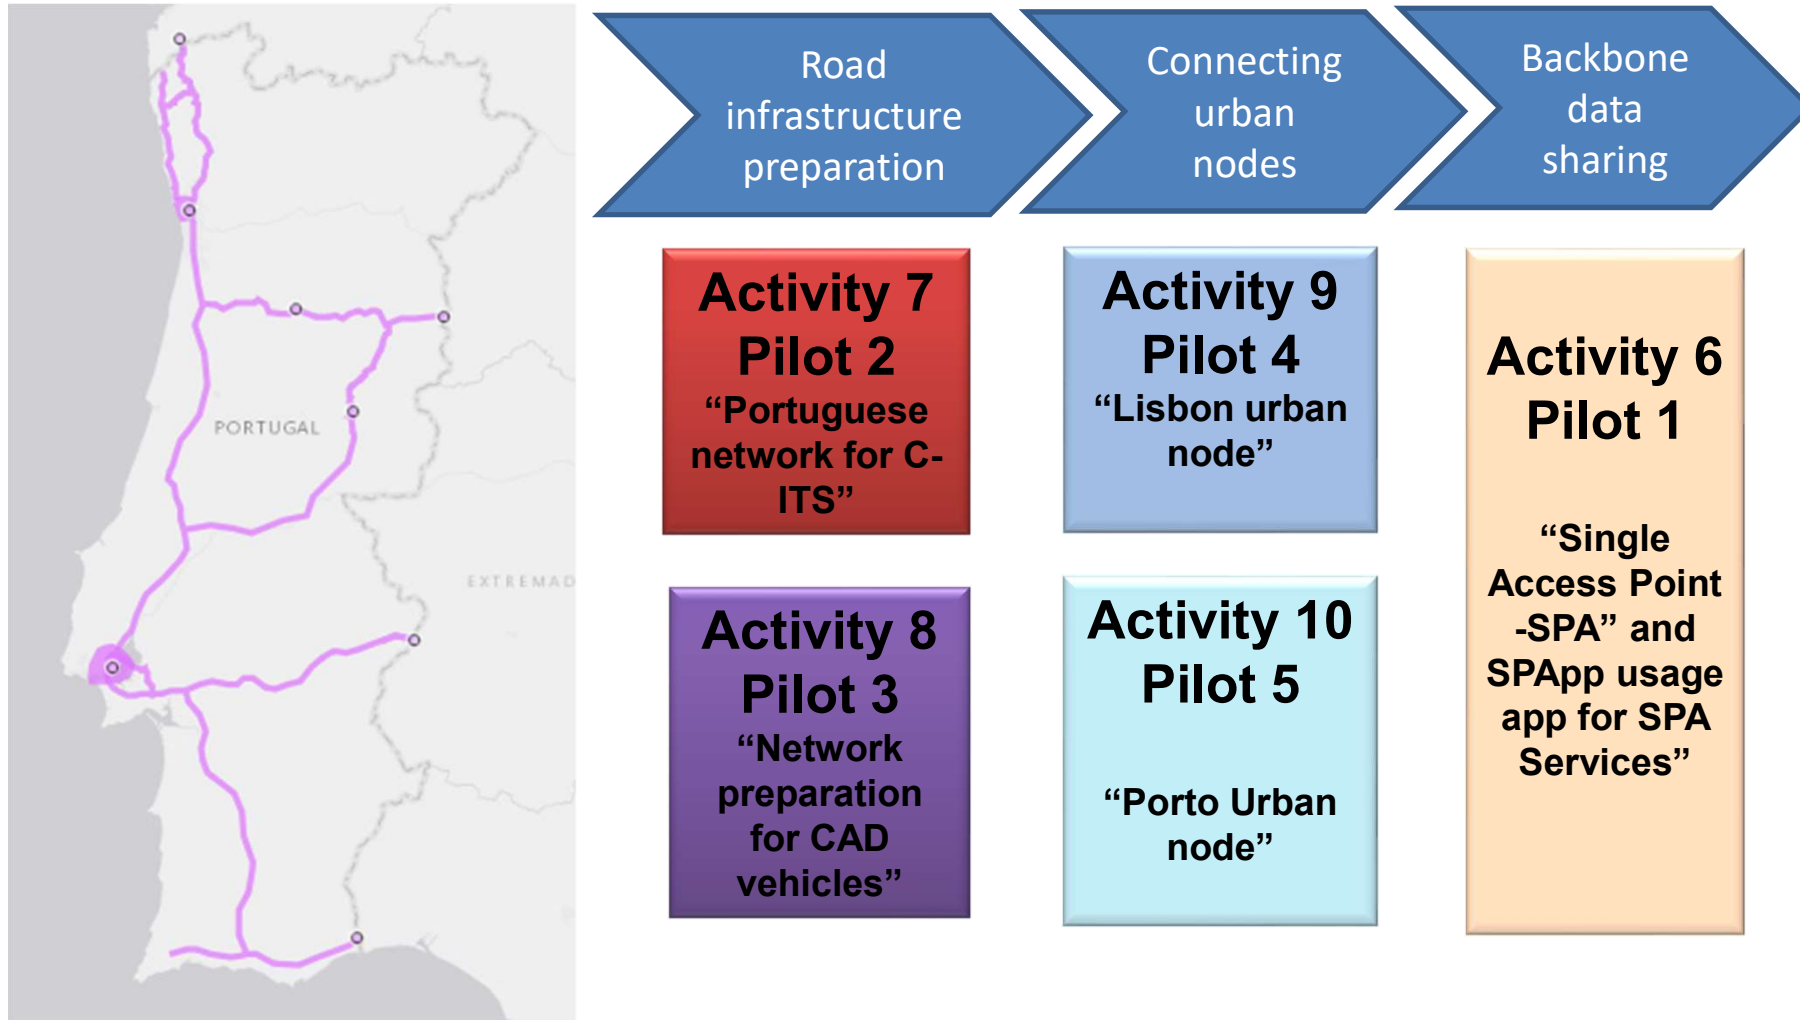 PORTUGAL
EXTREMAD
Road
infrastructure
preparation
Connecting
urban
nodes
Backbone
data
sharing
Activity 7
Pilot 2
“Portuguese
network for C-
ITS”
Activity 8
Pilot 3
“Network
preparation
for CAD
vehicles”
Activity 9
Pilot 4
“Lisbon urban
node”
Activity 10
Pilot 5
“Porto Urban
node”
Activity 6
Pilot 1
“Single
Access Point
-SPA” and
SPApp usage
app for SPA
Services”